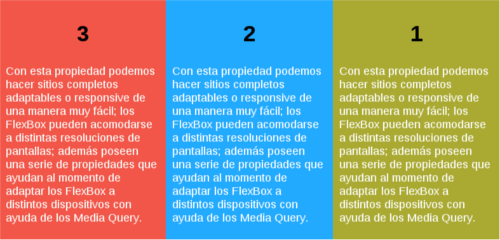 3
Con esta propiedad podemos
hacer sitios completos
adaptables o responsive de
una manera muy fácil; los
FlexBox pueden acomodarse
a distintas resoluciones de
pantallas; además poseen
una serie de propiedades que
ayudan al momento de
adaptar los FlexBox a
distintos dispositivos con
ayuda de los Media Query.
2
Con esta propiedad podemos
hacer sitios completos
adaptables o responsive de
una manera muy fácil; los
FlexBox pueden acomodarse
a distintas resoluciones de
pantallas; además poseen
una serie de propiedades que
ayudan al momento de
adaptar los FlexBox a
distintos dispositivos con
ayuda de los Media Query.
1
Con esta propiedad podemos
hacer sitios completos
adaptables o responsive de
una manera muy fácil; los
FlexBox pueden acomodarse
a distintas resoluciones de
pantallas; además poseen
una serie de propiedades que
ayudan al momento de
adaptar los FlexBox a
distintos dispositivos con
ayuda de los Media Query.